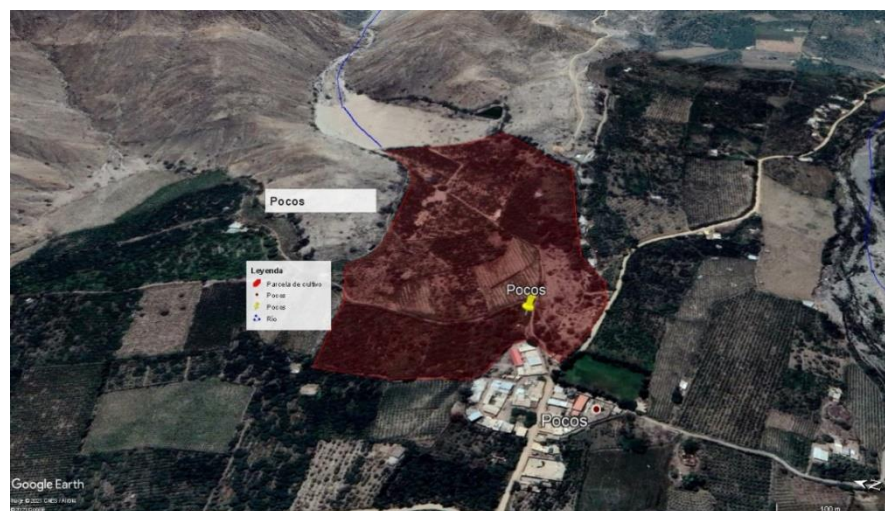 Pocos
Leyenda
Parcela de cultivo
Pocos
Pocos
Río
Pocos
Pocos
Google Earth
N
100 m